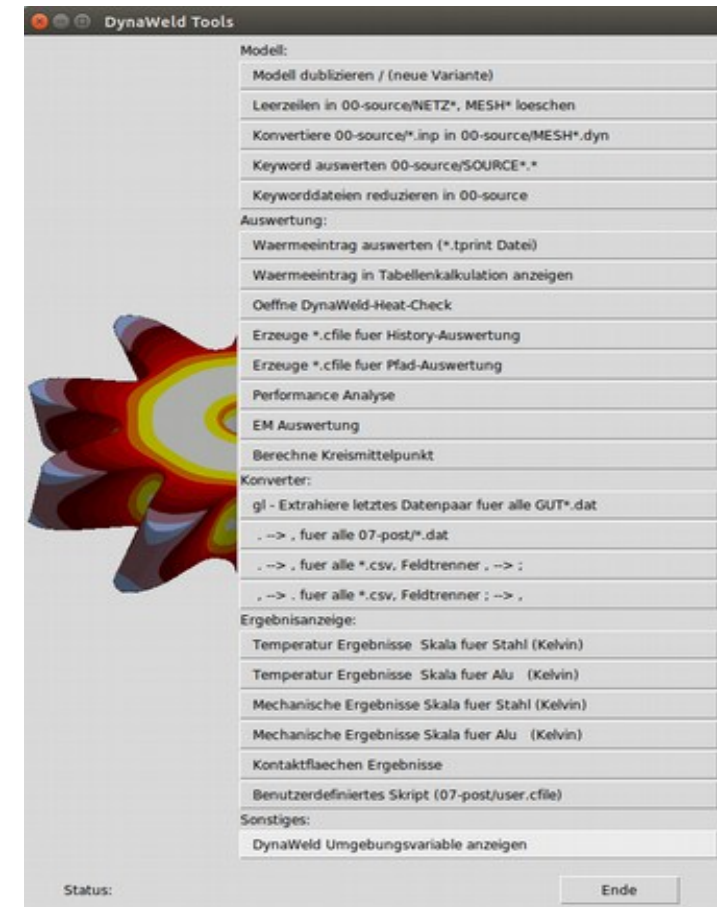 DynaWeld Tools
Modell:
Modell dublizieren / (neue Variante)
Leerzeilen in 00-source/NETZ*, MESH* loeschen
Konvertiere 00-source/*.inp in 00-source/MESH*.dyn
Keyword auswerten 00-source/SOURCE*.*
Keyworddateien reduzieren in 00-source
Auswertung:
Waermeeintrag auswerten (*.tprint Datei)
Waermeeintrag in Tabellenkalkulation anzeigen
Oeffne DynaWeld-Heat-Check
Erzeuge *.cfile fuer History-Auswertung
Erzeuge *.cfile fuer Pfad-Auswertung
Performance Analyse
EM Auswertung
Berechne Kreismittelpunkt
Konverter:
gl - Extrahiere letztes Datenpaar fuer alle GUT*.dat
. --> , fuer alle 07-post/*.dat
. --> , fuer alle *.csv, Feldtrenner , --> ;
, --> . fuer alle *.csv, Feldtrenner ; --> ,
Ergebnisanzeige:
Temperatur Ergebnisse Skala fuer Stahl (Kelvin)
Temperatur Ergebnisse Skala fuer Alu (Kelvin)
Mechanische Ergebnisse Skala fuer Stahl (Kelvin)
Mechanische Ergebnisse Skala fuer Alu (Kelvin)
Kontaktflaechen Ergebnisse
Benutzerdefiniertes Skript (07-post/user.cfile)
Sonstiges:
DynaWeld Umgebungsvariable anzeigen
Status:
Ende